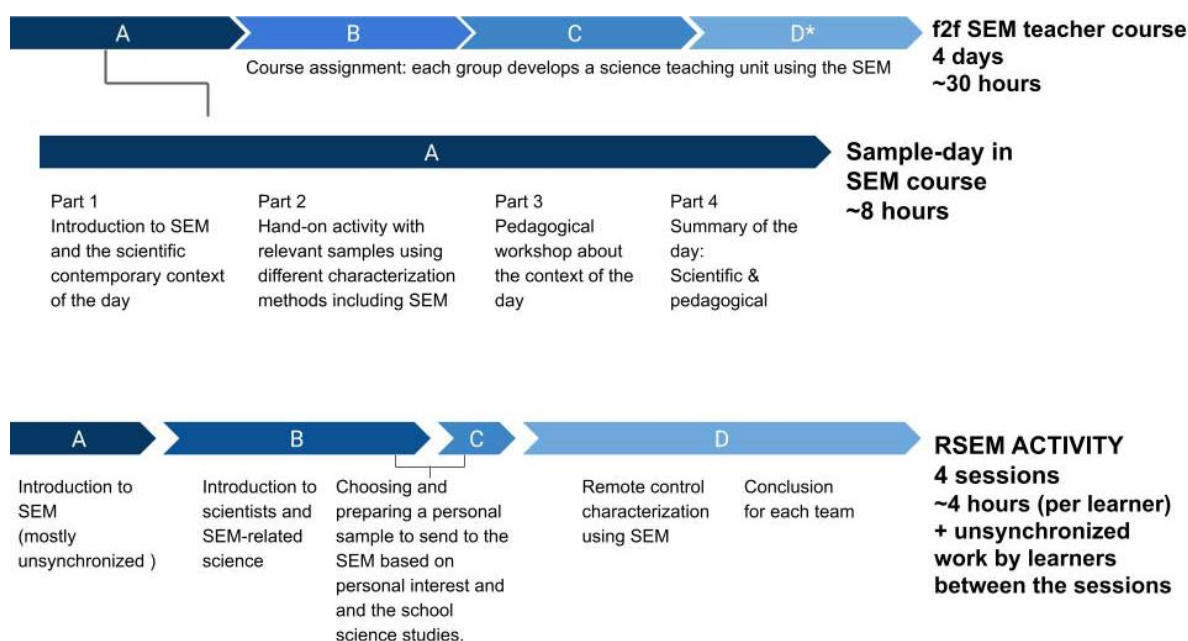 A
B
C
D*
f2f SEM teacher course
4 days
~30 hours
Course assignment: each group develops a science teaching unit using the SEM
A
Sample-day in
SEM course
~8 hours
Part 1
Introduction to SEM
and the scientific
contemporary context
of the day
Part 2
Hand-on activity with
relevant samples using
different characterization
methods including SEM
Part 3
Pedagogical
workshop about
the context of the
day
Part 4
Summary of the
day:
Scientific &
pedagogical
A
B
C
D
RSEM ACTIVITY
4 sessions
~4 hours (per learner)
+ unsynchronized
work by learners
between the sessions
Introduction to
SEM
(mostly
unsynchronized )
Introduction to
scientists and
SEM-related
science
Choosing and
preparing a personal
sample to send to the
SEM based on
personal interest and
and the school
science studies.
Remote control
characterization
using SEM
Conclusion
for each team